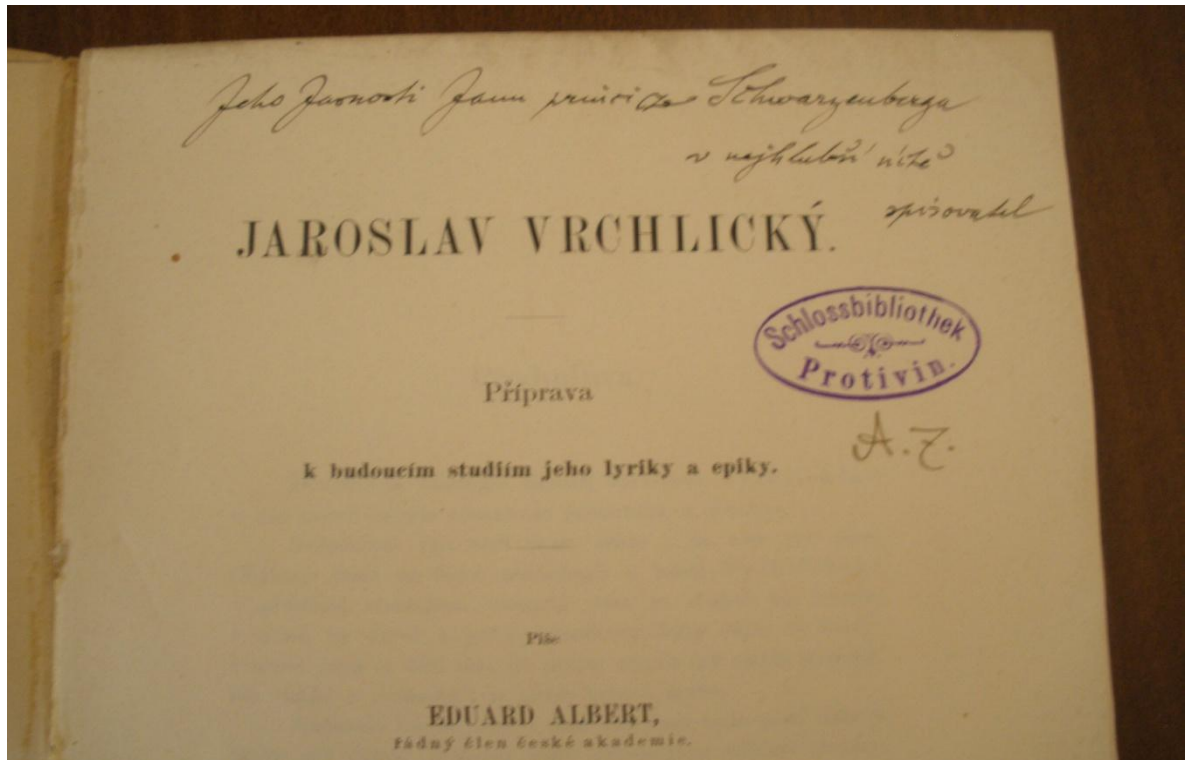 Jeho Jasnosti Janu princi ze Schwarzenberga
v nejhlubší úctě
spisovatel
JAROSLAV VRCHLICKÝ.
Schlossbibliothek
Protivin.
A.Z.
Příprava
k budoucím studiím jeho lyriky a epiky.
Píše
EDUARD ALBERT,
řádný člen české akademie.